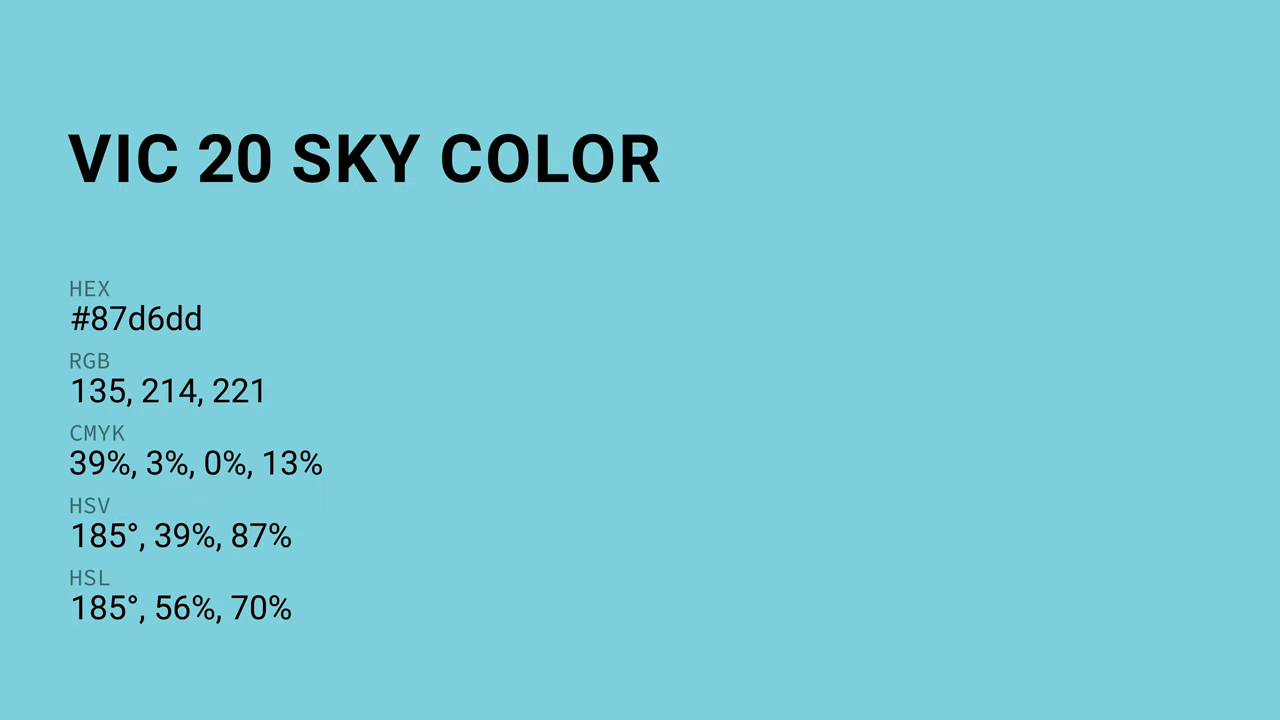 VIC 20 SKY COLOR
HEX
#87d6dd
RGB
135, 214, 221
CMYK
39%, 3%, 0%, 13%
HSV
185°, 39%, 87%
HSL
185°, 56%, 70%